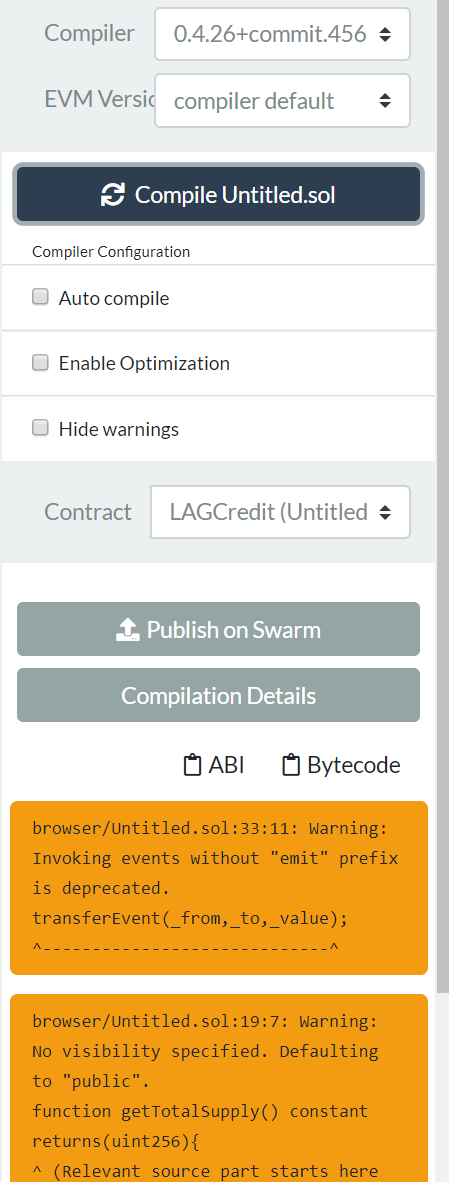 Compiler 0.4.26+commit.456
EVM Versio compiler default
Compile Untitled.sol
Compiler Configuration
Auto compile
Enable Optimization
Hide warnings
Contract LAGCredit (Untitled
Publish on Swarm
Compilation Details
ABI Bytecode
browser/Untitled.sol:33:11: Warning:
Invoking events without "emit" prefix
is deprecated.
transferEvent(_from,_to,_value);
^-----------------------------^
browser/Untitled.sol:19:7: Warning:
No visibility specified. Defaulting
to "public".
function getTotalSupply() constant
returns(uint256){
^ (Relevant source part starts here